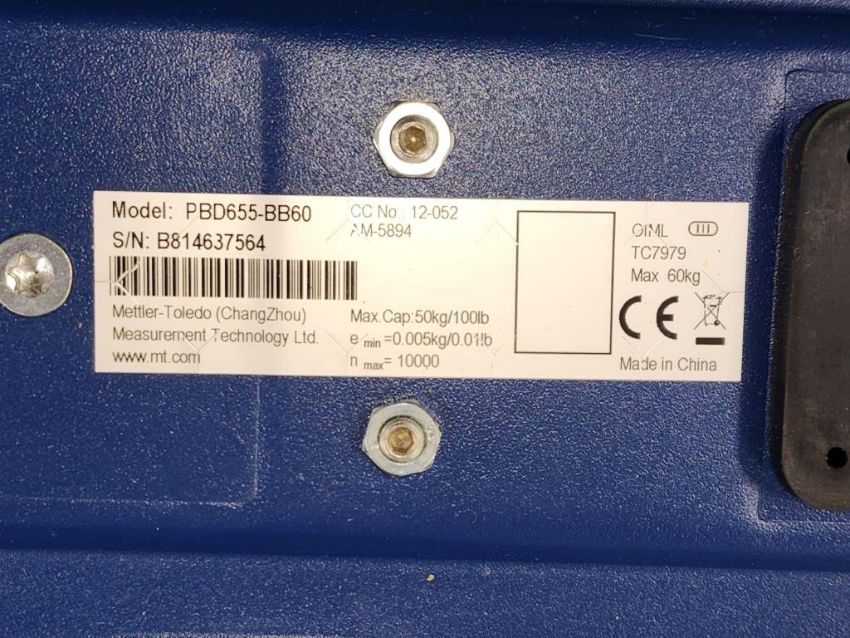 Model: PBD655-BB60
S/N: B814637564
Mettler-Toledo (ChangZhou)
Measurement Technology Ltd.
www.mt.com
CC No.: 12-052
AM-5894
Max.Cap:50kg/100lb
e min=0.005kg/0.01lb
n max= 10000
OIML III
TC7979
Max 60kg
CE
Made in China